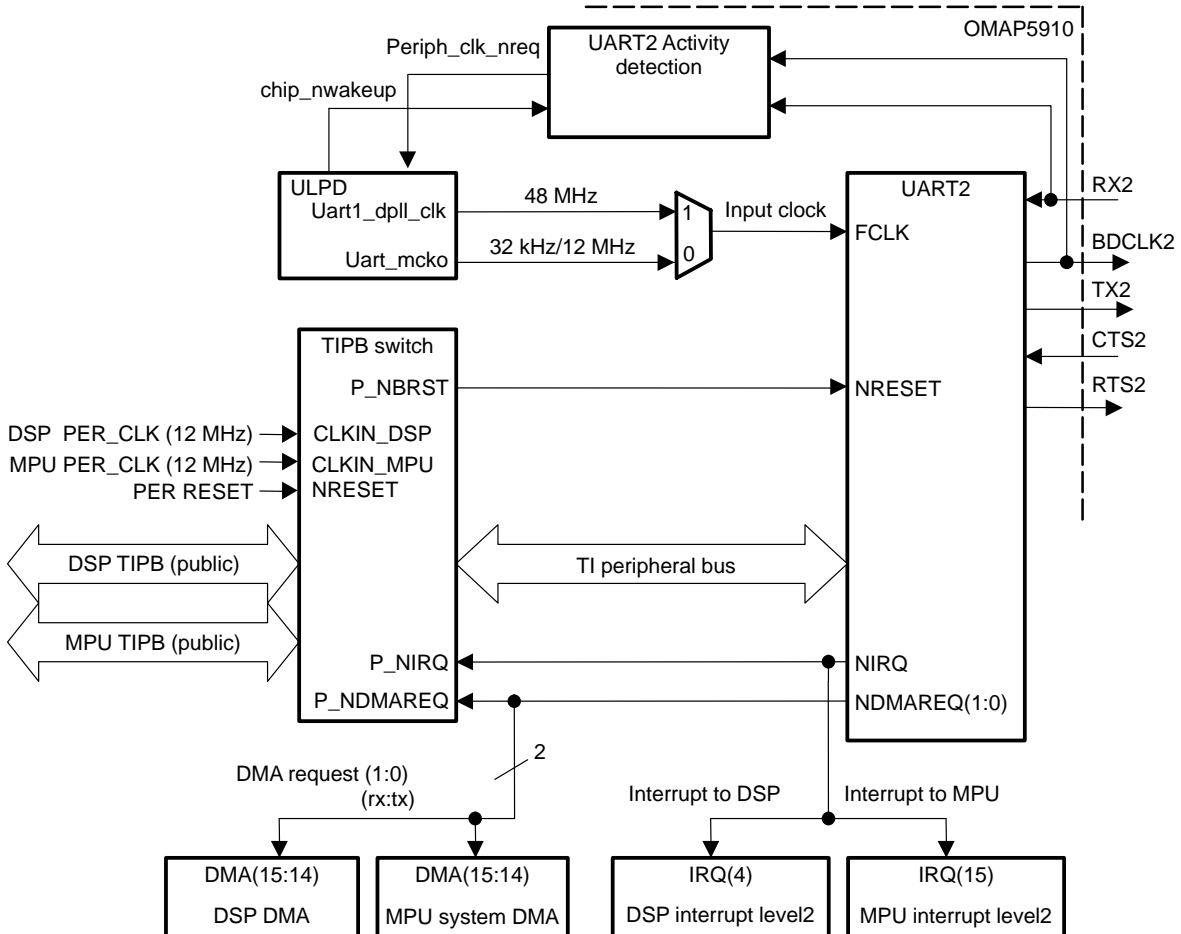 OMAP5910
UART2 Activity
detection
Periph_clk_nreq
chip_nwakeup
ULPD
Uart1_dpll_clk
Uart_mcko
48 MHz
32 kHz/12 MHz
1
0
Input clock
UART2
FCLK
NRESET
NIRQ
NDMAREQ(1:0)
RX2
BDCLK2
TX2
CTS2
RTS2
TIPB switch
P_NBRST
CLKIN_DSP
CLKIN_MPU
NRESET
P_NIRQ
P_NDMAREQ
DSP PER_CLK (12 MHz)
MPU PER_CLK (12 MHz)
PER RESET
DSP TIPB (public)
MPU TIPB (public)
TI peripheral bus
2
DMA request (1:0)
(rx:tx)
Interrupt to DSP
Interrupt to MPU
DMA(15:14)
DSP DMA
DMA(15:14)
MPU system DMA
IRQ(4)
DSP interrupt level2
IRQ(15)
MPU interrupt level2